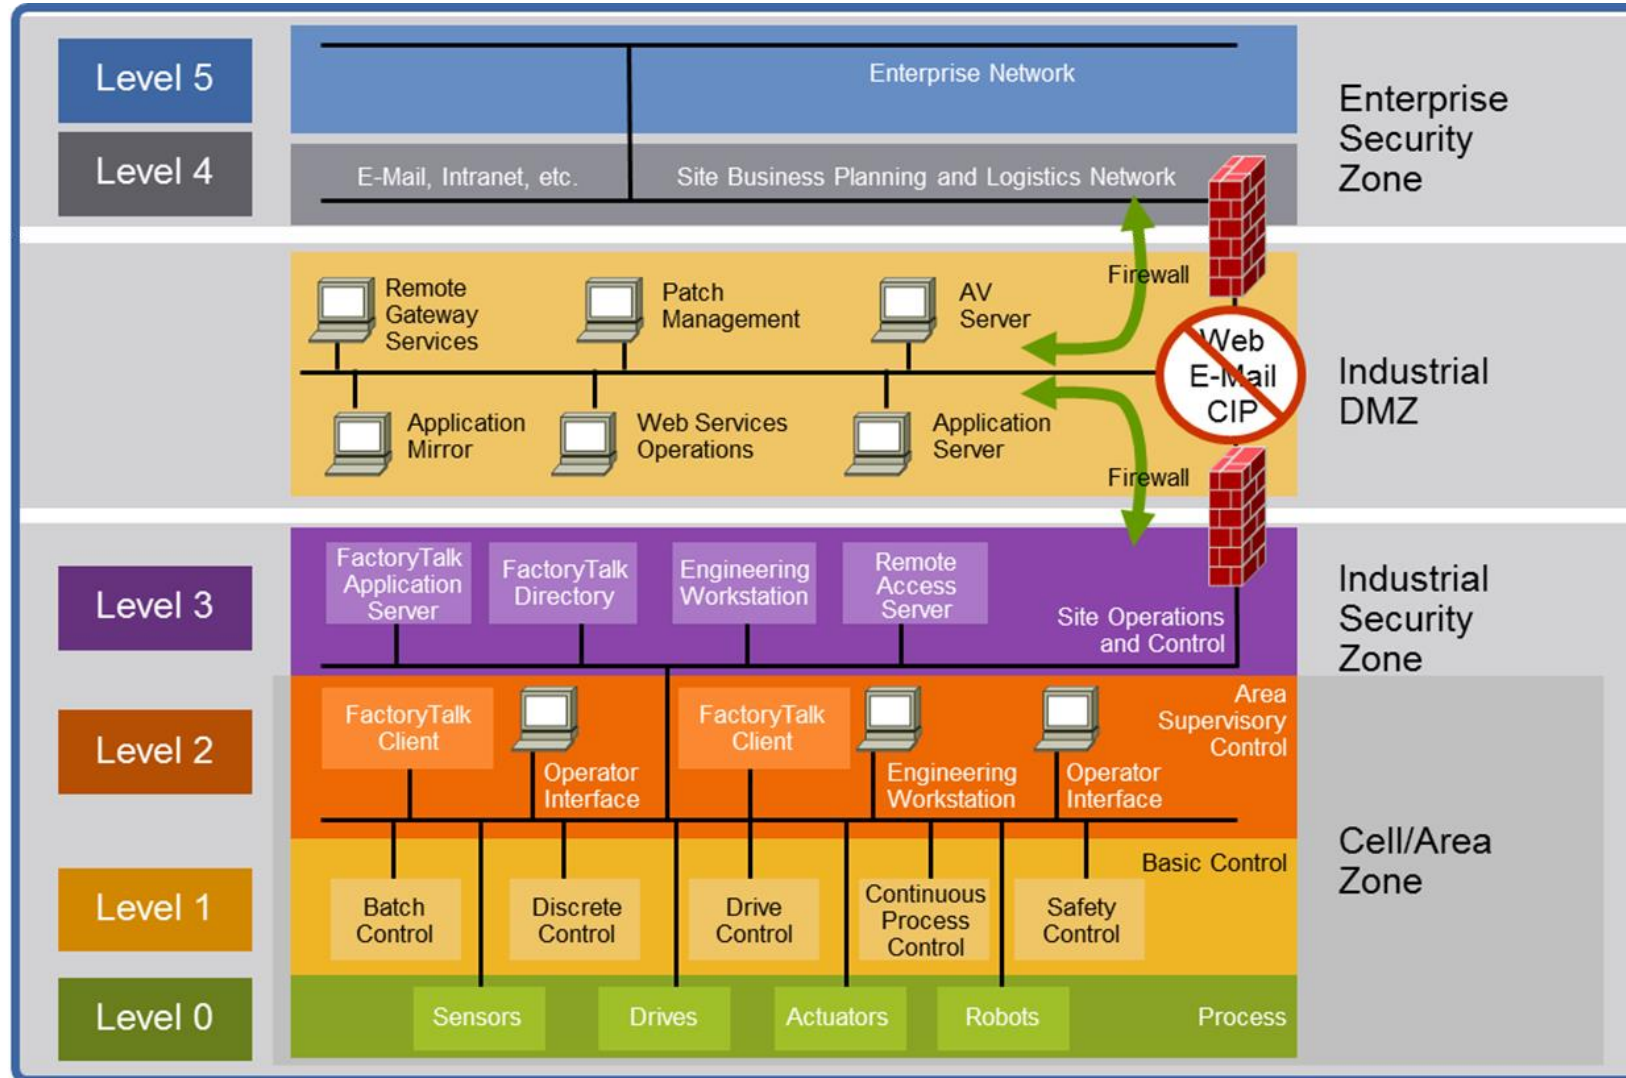 Level 5
Enterprise Network
Level 4
E-Mail, Intranet, etc.
Site Business Planning and Logistics Network
Enterprise
Security
Zone
Remote
Gateway
Services
Patch
Management
AV
Server
Firewall
Web
E-Mail
CIP
Application
Mirror
Web Services
Operations
Application
Server
Firewall
Industrial
DMZ
Level 3
FactoryTalk
Application
Server
FactoryTalk
Directory
Engineering
Workstation
Remote
Access
Server
Site Operations
and Control
Industrial
Security
Zone
Level 2
FactoryTalk
Client
Operator
Interface
FactoryTalk
Client
Engineering
Workstation
Operator
Interface
Area
Supervisory
Control
Level 1
Basic Control
Batch
Control
Discrete
Control
Drive
Control
Continuous
Process
Control
Safety
Control
Cell/Area
Zone
Level 0
Sensors
Drives
Actuators
Robots
Process